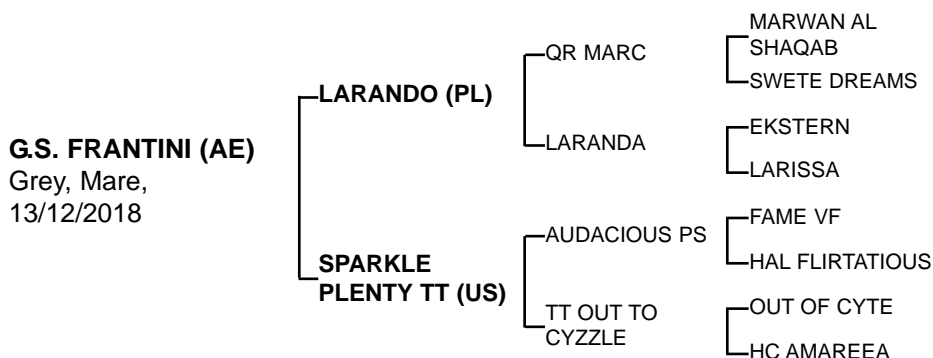 G.S. FRANTINI (AE)
Grey, Mare,
13/12/2018
LARANDO (PL)
SPARKLE
PLENTY TT (US)
QR MARC
LARANDA
AUDACIOUS PS
TT OUT TO
CYZZLE
MARWAN AL
SHAQAB
SWETE DREAMS
EKSTERN
LARISSA
FAME VF
HAL FLIRTATIOUS
OUT OF CYTE
HC AMAREEA